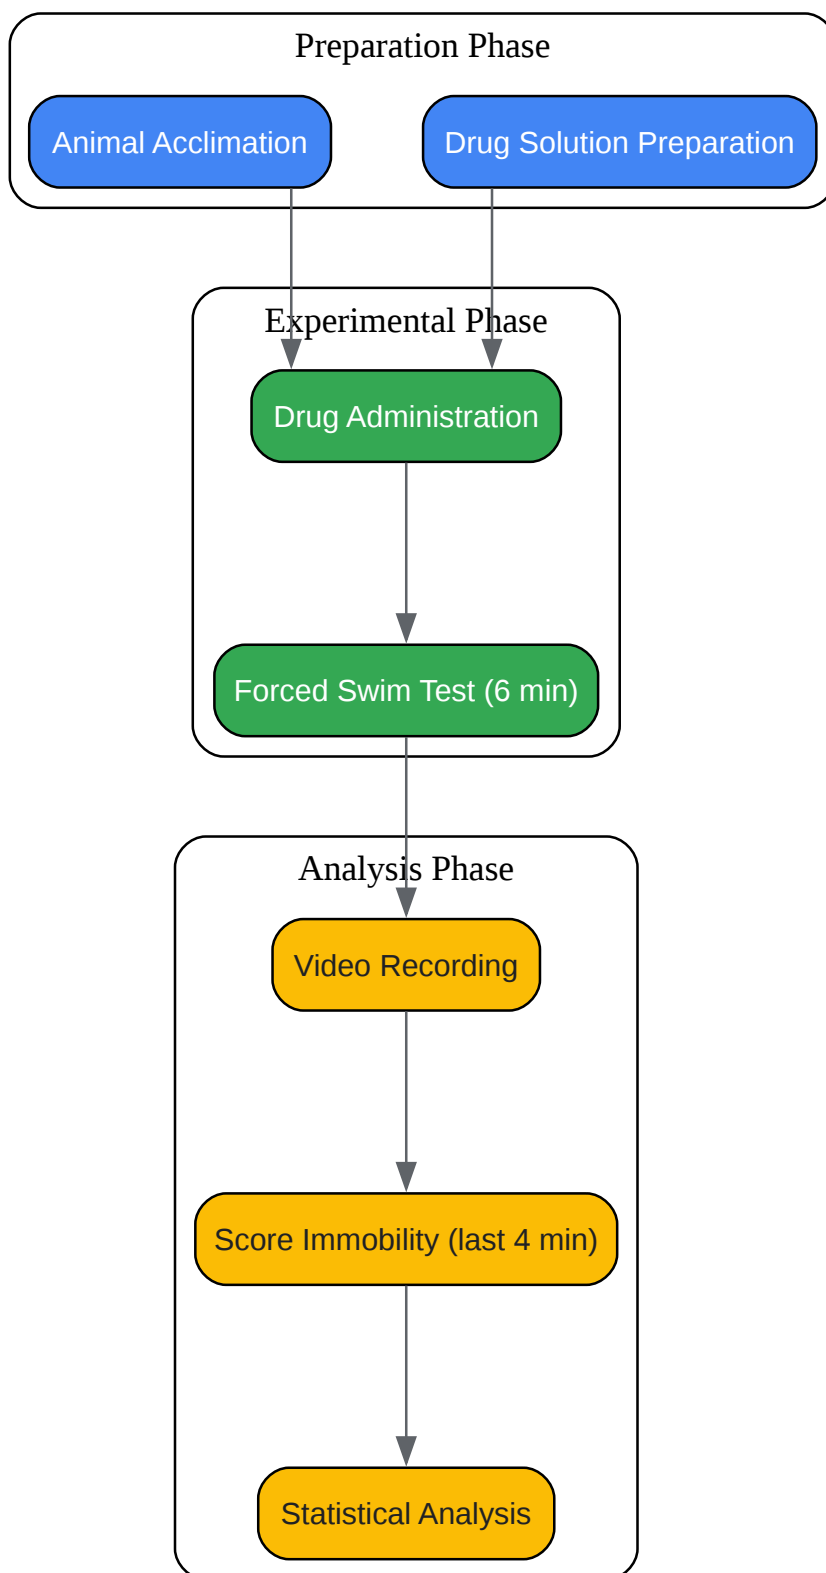 Preparation Phase
Animal Acclimation
Drug Solution Preparation
Experimental Phase
Drug Administration
Forced Swim Test (6 min)
Analysis Phase
Video Recording
Score Immobility (last 4 min)
Statistical Analysis